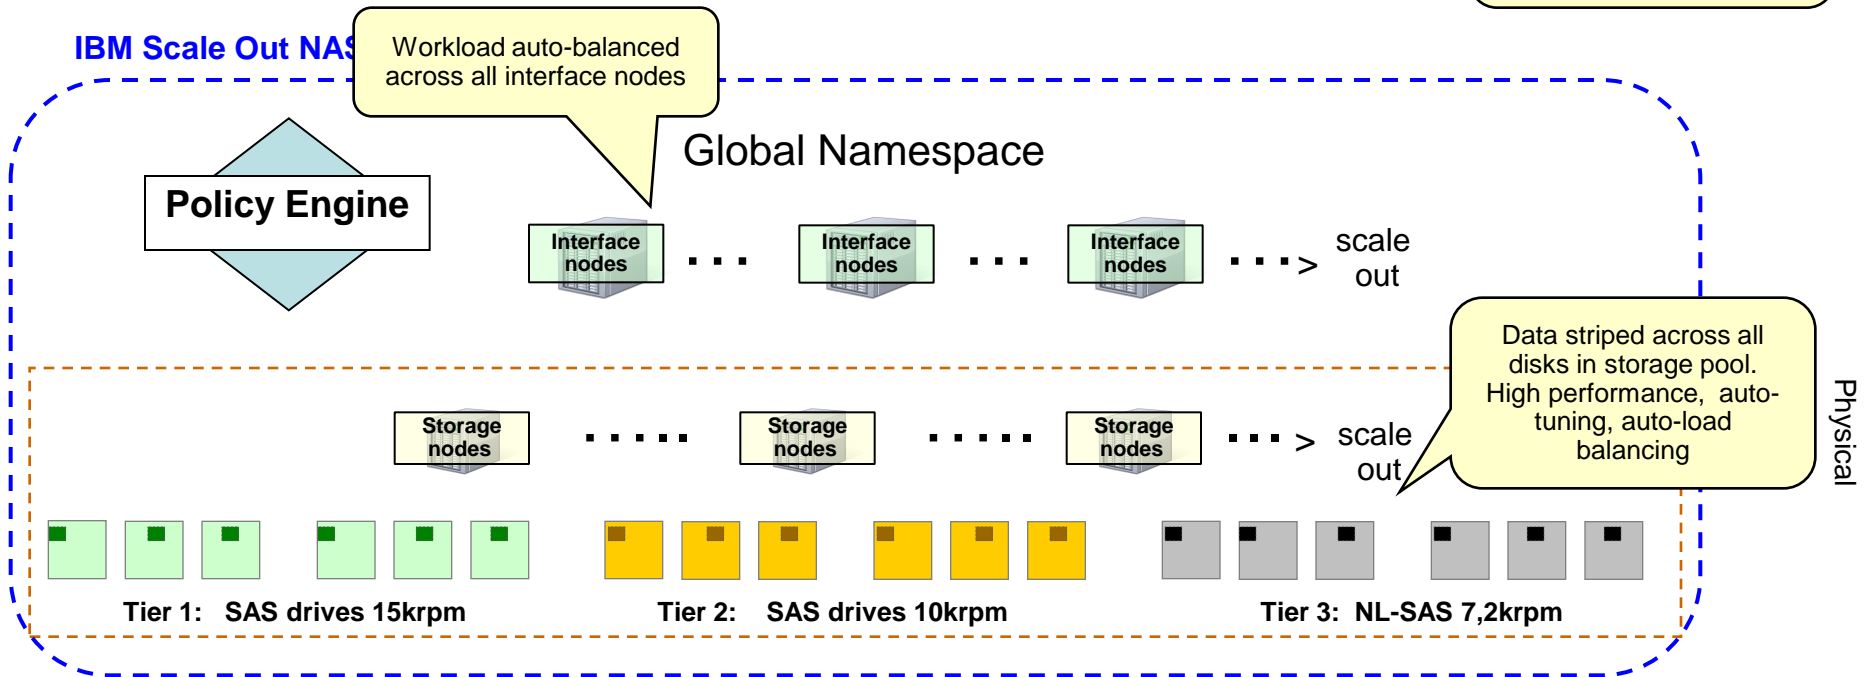 IBM Scale Out NAS
Workload auto-balanced
across all interface nodes
Global Namespace
Policy Engine
Interface
nodes
Interface
nodes
Interface
nodes
>
scale
out
Data striped across all
disks in storage pool.
High performance, auto-
tuning, auto-load
balancing
Physical
Storage
nodes
Storage
nodes
Storage
nodes
>
scale
out
Tier 1: SAS drives 15krpm
Tier 2: SAS drives 10krpm
Tier 3: NL-SAS 7,2krpm